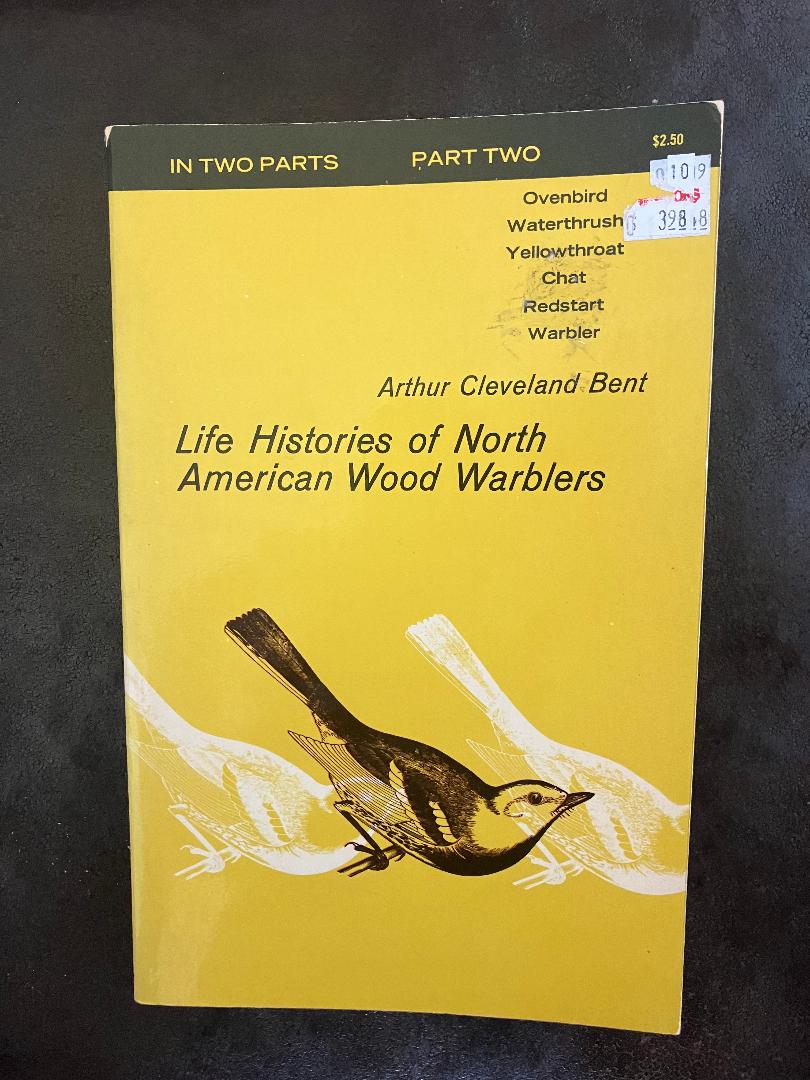 IN TWO PARTS
PART TWO
$2.50
Ovenbird
Waterthrush
Yellowthroat
Chat
Redstart
Warbler
Arthur Cleveland Bent
Life Histories of North
American Wood Warblers